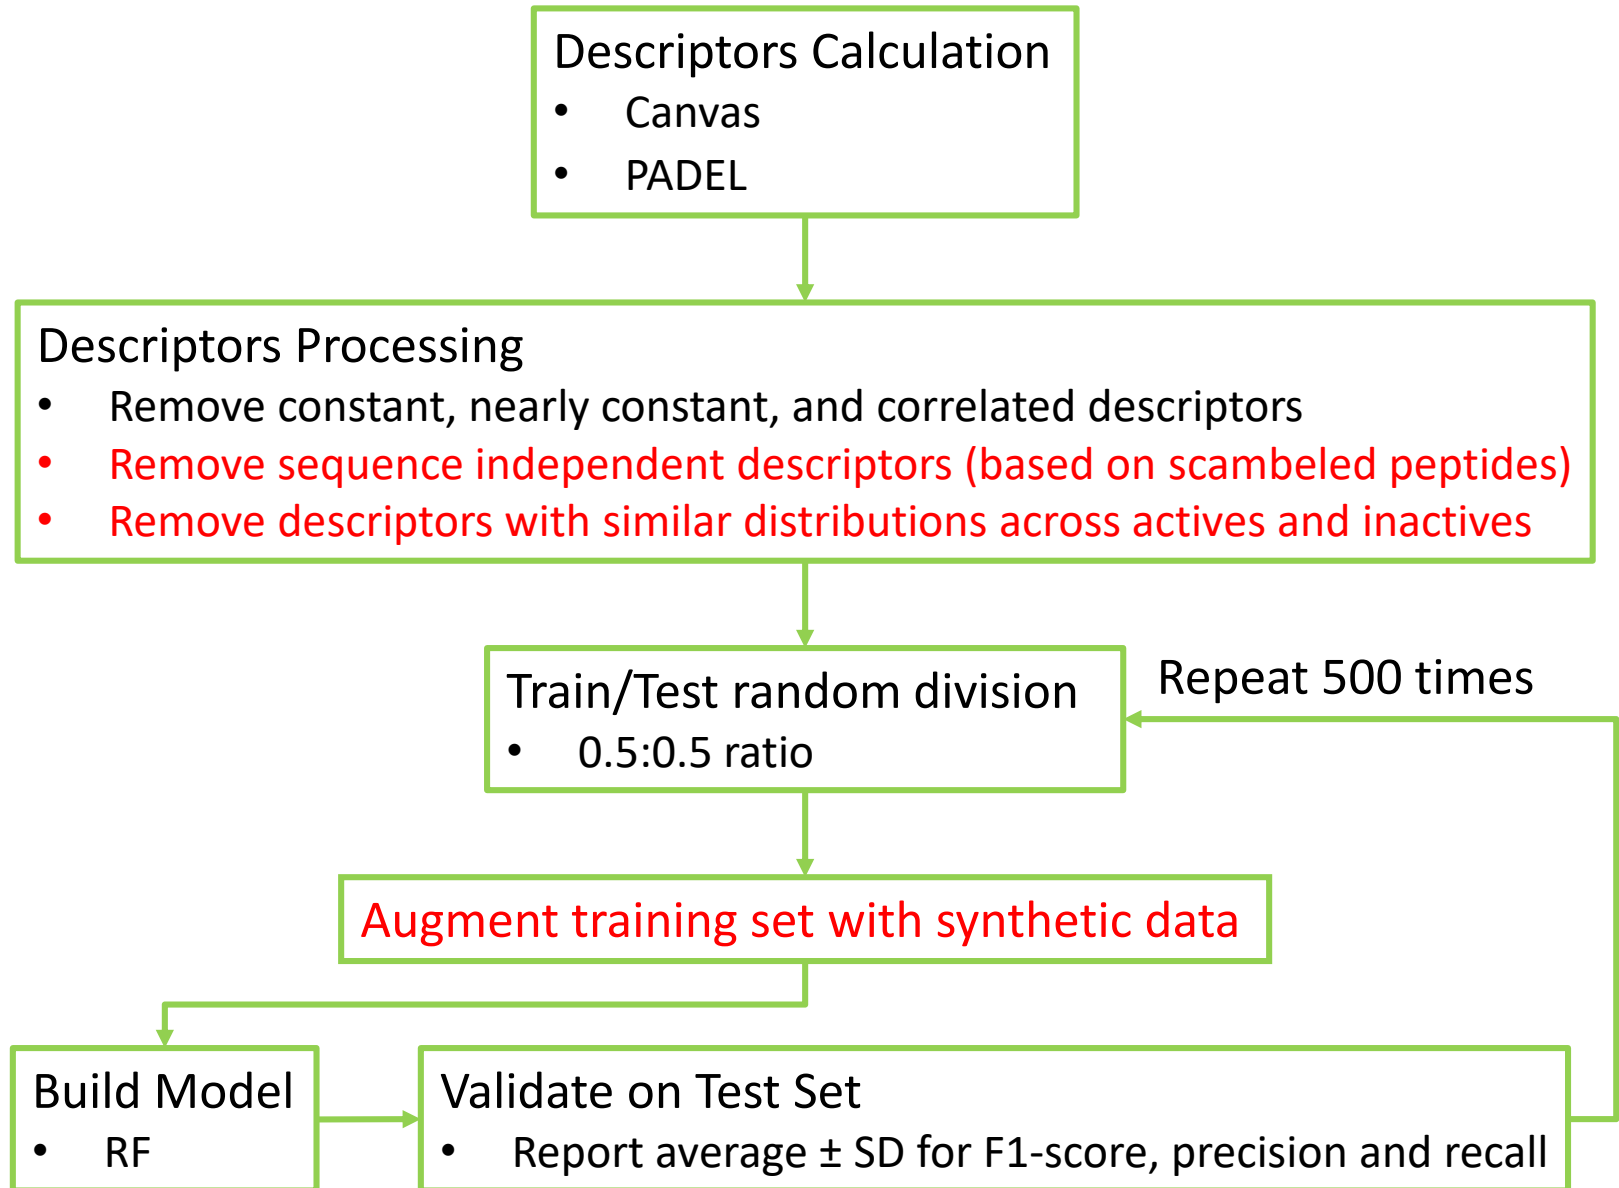 Descriptors Calculation
• Canvas
• PADEL
Descriptors Processing
• Remove constant, nearly constant, and correlated descriptors
• Remove sequence independent descriptors (based on scambeled peptides)
• Remove descriptors with similar distributions across actives and inactives
Train/Test random division
• 0.5:0.5 ratio
Repeat 500 times
Augment training set with synthetic data
Build Model
• RF
Validate on Test Set
• Report average ± SD for F1-score, precision and recall